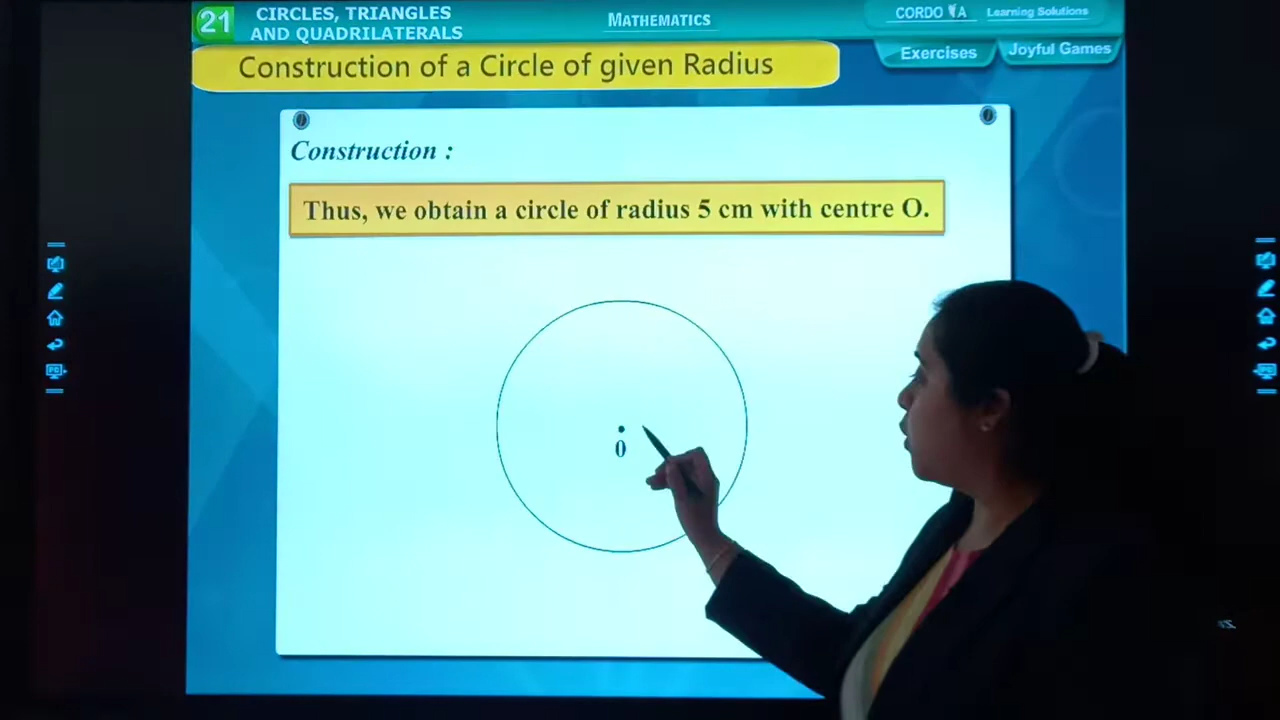 21
CIRCLES, TRIANGLES
AND QUADRILATERALS
MATHEMATICS
CORDOVA Learning Solutions
Exercises
Joyful Games
Construction of a Circle of given Radius
Construction :
Thus, we obtain a circle of radius 5 cm with centre O.
0